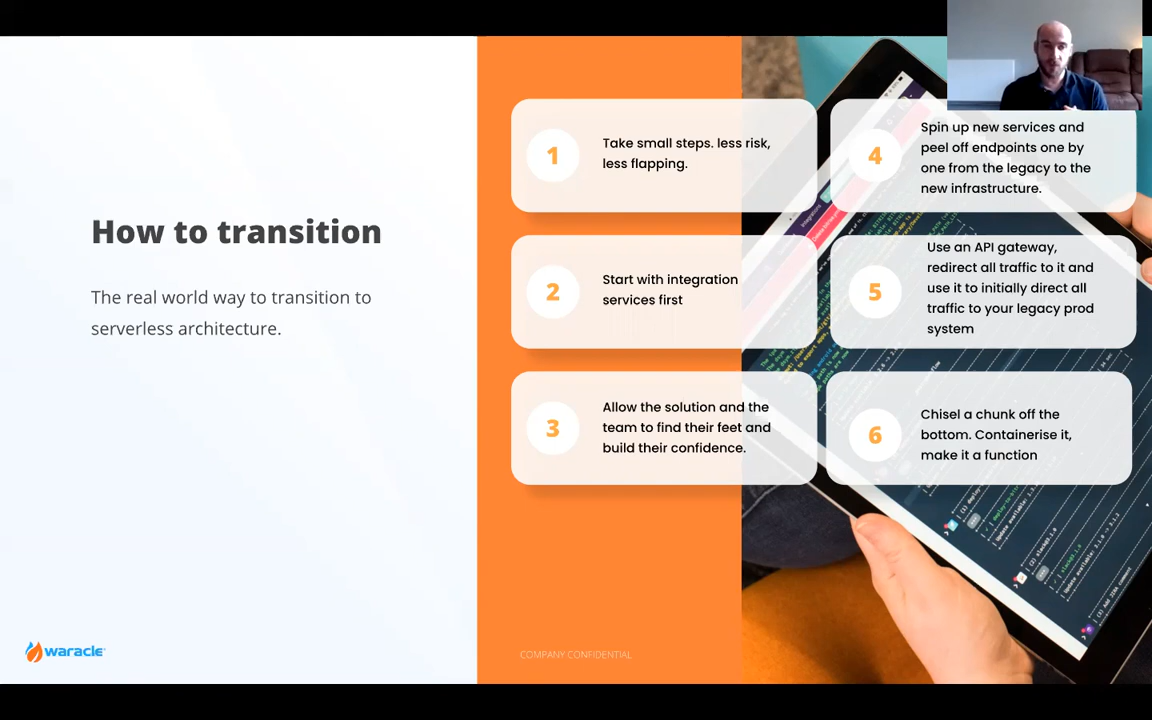 How to transition
The real world way to transition to
serverless architecture.
1
Take small steps. less risk,
less flapping.
2
Start with integration
services first
3
Allow the solution and the
team to find their feet and
build their confidence.
4
Spin up new services and
peel off endpoints one by
one from the legacy to the
new infrastructure.
5
Use an API gateway,
redirect all traffic to it and
use it to initially direct all
traffic to your legacy prod
system
6
Chisel a chunk off the
bottom. Containerise it,
make it a function
waracle
COMPANY CONFIDENTIAL